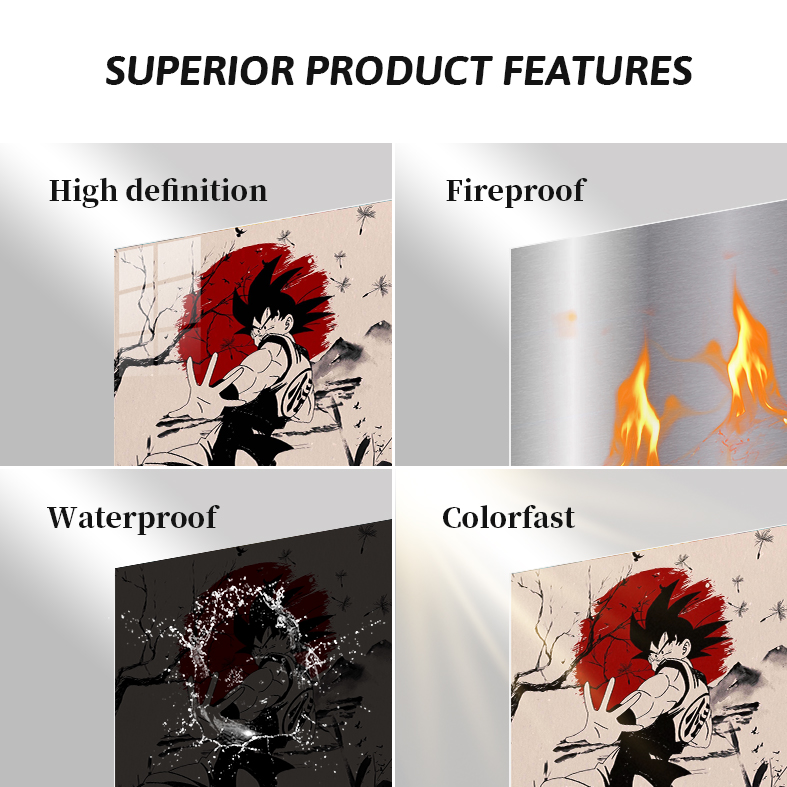 SUPERIOR PRODUCT FEATURES
High definition
Fireproof
Waterproof
Colorfast